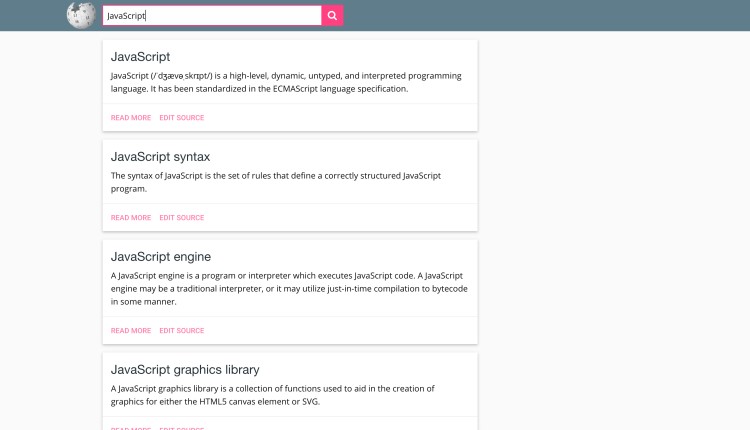 JavaScript
JavaScript
JavaScript (/ˈdʒævəˌskrɪpt/) is a high-level, dynamic, untyped, and interpreted programming
language. It has been standardized in the ECMAScript language specification.
READ MORE EDIT SOURCE
JavaScript syntax
The syntax of JavaScript is the set of rules that define a correctly structured JavaScript
program.
READ MORE EDIT SOURCE
JavaScript engine
A JavaScript engine is a program or interpreter which executes JavaScript code. A JavaScript
engine may be a traditional interpreter, or it may utilize just-in-time compilation to bytecode
in some manner.
READ MORE EDIT SOURCE
JavaScript graphics library
A JavaScript graphics library is a collection of functions used to aid in the creation of
graphics for either the HTML5 canvas element or SVG.
READ MORE EDIT SOURCE